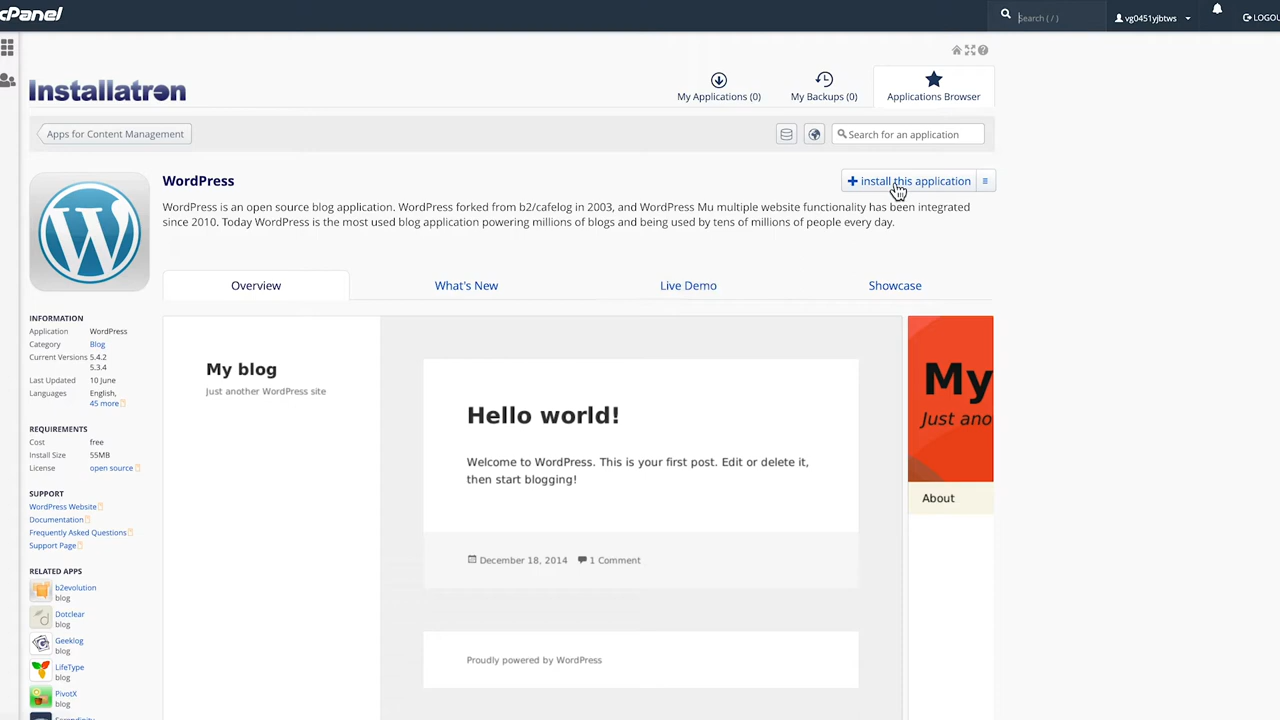 cPanel
Search ( / )
vg0451yjbtws
LOGOU
Installatron
My Applications (0)
My Backups (0)
Applications Browser
Apps for Content Management
Search for an application
WordPress
install this application
WordPress is an open source blog application. WordPress forked from b2/cafelog in 2003, and WordPress Mu multiple website functionality has been integrated
since 2010. Today WordPress is the most used blog application powering millions of blogs and being used by tens of millions of people every day.
Overview
What's New
Live Demo
Showcase
INFORMATION
Application WordPress
Category Blog
Current Versions 5.4.2
5.3.4
Last Updated 10 June
Languages English,
45 more
REQUIREMENTS
Cost free
Install Size 55MB
License open source
SUPPORT
WordPress Website
Documentation
Frequently Asked Questions
Support Page
RELATED APPS
b2evolution
blog
Dotclear
blog
Geeklog
blog
LifeType
blog
PivotX
blog
Serendipity
My blog
Just another WordPress site
Hello world!
Welcome to WordPress. This is your first post. Edit or delete it,
then start blogging!
December 18, 2014
1 Comment
Proudly powered by WordPress
My
Just ano
About